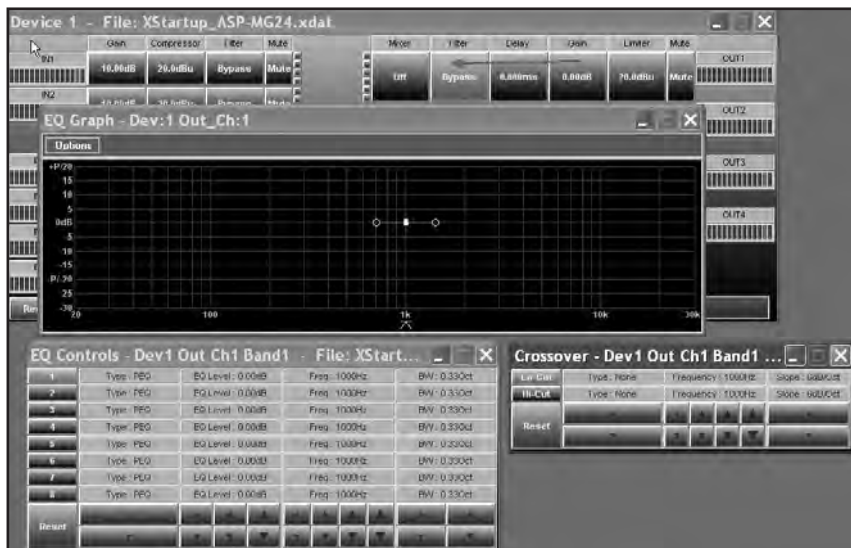 Device 1 - File: XStartup_ASP-MG24.xdat
Gain Compressor Filter Mute Mixer Filter Delay Gain Limiter Mute
IN1 OUT1
10.00dB 20.0dBu Bypass Mute Off Bypass 0.000ms 0.00dB 20.0dBu Mute
IN2 OUT2
EQ Graph - Dev:1 Out_Ch:1
Options
OUT3
OUT4
+P/20
15
10
5
0dB
-5
10
-15
-P/-20
25
-30
20 100 1k 10k 30k
EQ Controls - Dev1 Out Ch1 Band1 - File: XStart...
1 Type: PEQ EQ Level: 0.00dB Freq: 1000Hz BW: 0.33Oct
2 Type: PEQ EQ Level: 0.00dB Freq: 1000Hz BW: 0.33Oct
3 Type: PEQ EQ Level: 0.00dB Freq: 1000Hz BW: 0.33Oct
4 Type: PEQ EQ Level: 0.00dB Freq: 1000Hz BW: 0.33Oct
5 Type: PEQ EQ Level: 0.00dB Freq: 1000Hz BW: 0.33Oct
6 Type: PEQ EQ Level: 0.00dB Freq: 1000Hz BW: 0.33Oct
7 Type: PEQ EQ Level: 0.00dB Freq: 1000Hz BW: 0.33Oct
8 Type: PEQ EQ Level: 0.00dB Freq: 1000Hz BW: 0.33Oct
Reset
Crossover - Dev1 Out Ch1 Band1 ...
Lo-Cut Type: None Frequency: 1000Hz Slope: 6dB/Oct
Hi-Cut Type: None Frequency: 1000Hz Slope: 6dB/Oct
Reset